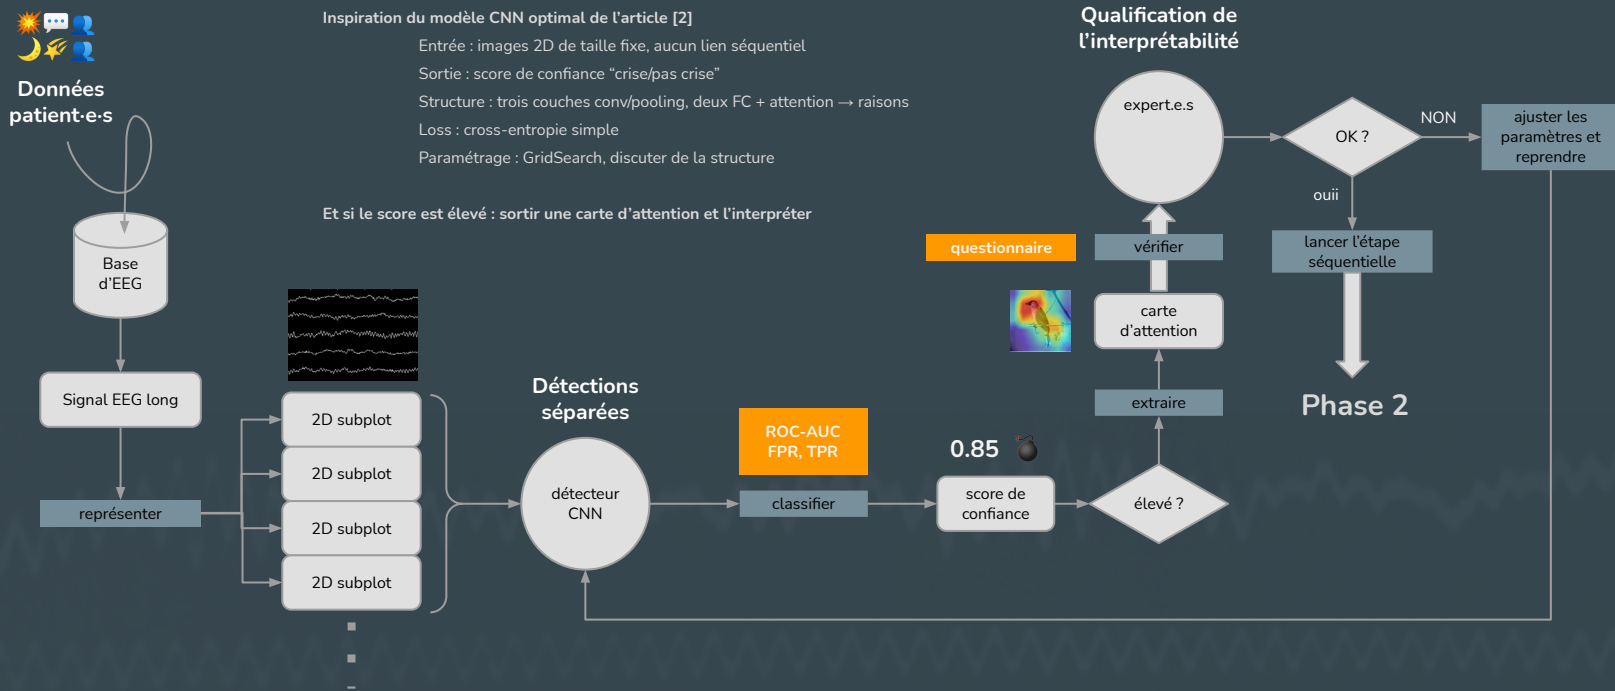 Données
patient·e·s
Base
d’EEG
Signal EEG long
représenter
Inspiration du modèle CNN optimal de l’article [2]
Entrée : images 2D de taille fixe, aucun lien séquentiel
Sortie : score de confiance “crise/pas crise”
Structure : trois couches conv/pooling, deux FC + attention → raisons
Loss : cross-entropie simple
Paramétrage : GridSearch, discuter de la structure
Et si le score est élevé : sortir une carte d’attention et l’interpréter
2D subplot
2D subplot
2D subplot
2D subplot
Détections
séparées
détecteur
CNN
ROC-AUC
FPR, TPR
classifier
0.85
score de
confiance
élevé ?
extraire
carte
d’attention
questionnaire
vérifier
Qualification de
l’interprétabilité
expert.e.s
OK ?
NON
ajuster les
paramètres et
reprendre
ouii
lancer l’étape
séquentielle
Phase 2